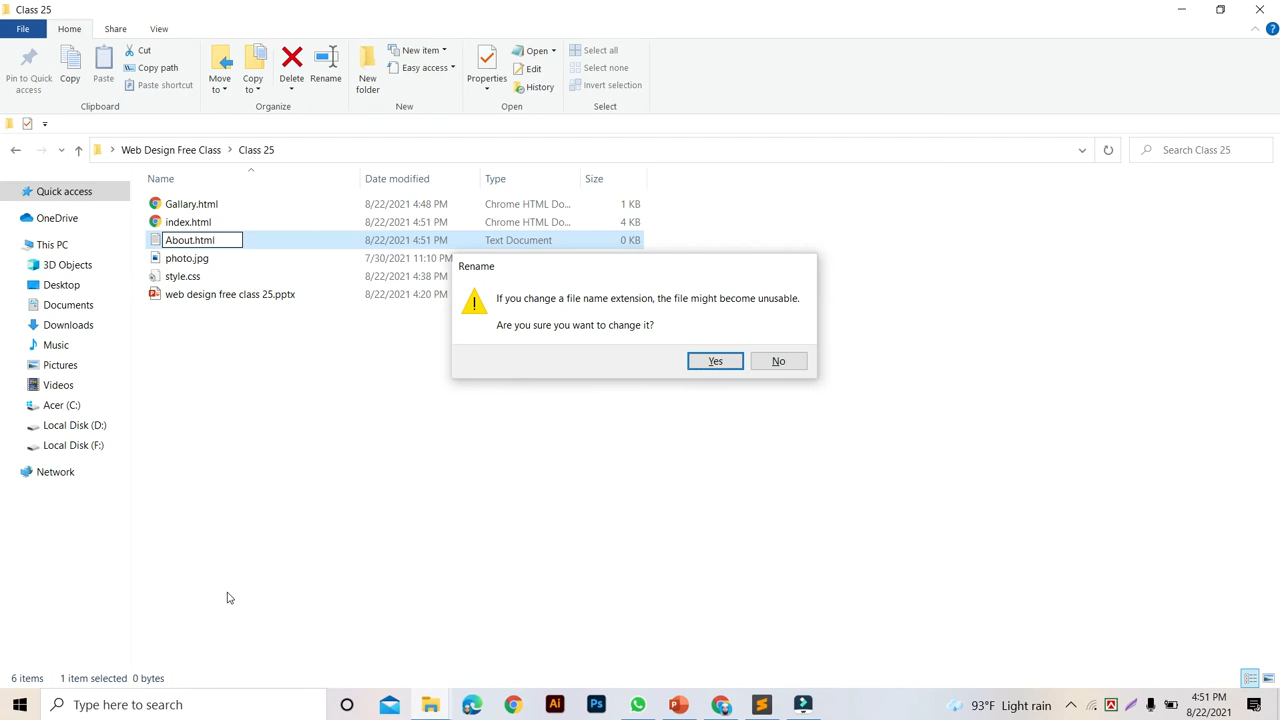 Class 25
File Home Share View
Pin to Quick access
Copy
Paste
Cut
Copy path
Paste shortcut
Clipboard
Move to
Copy to
Delete
Rename
Organize
New folder
New item
Easy access
New
Properties
Open
Edit
History
Open
Select all
Select none
Invert selection
Select
Web Design Free Class > Class 25
Search Class 25
Name Date modified Type Size
Gallary.html 8/22/2021 4:48 PM Chrome HTML Do... 1 KB
index.html 8/22/2021 4:51 PM Chrome HTML Do... 4 KB
About.html 8/22/2021 4:51 PM Text Document 0 KB
photo.jpg 7/30/2021 11:10 PM
style.css 8/22/2021 4:38 PM
web design free class 25.pptx 8/22/2021 4:20 PM
Quick access
OneDrive
This PC
3D Objects
Desktop
Documents
Downloads
Music
Pictures
Videos
Acer (C:)
Local Disk (D:)
Local Disk (F:)
Network
Rename
If you change a file name extension, the file might become unusable.
Are you sure you want to change it?
Yes No
6 items 1 item selected 0 bytes
Type here to search
Ai
Ps
93°F Light rain
4:51 PM
8/22/2021